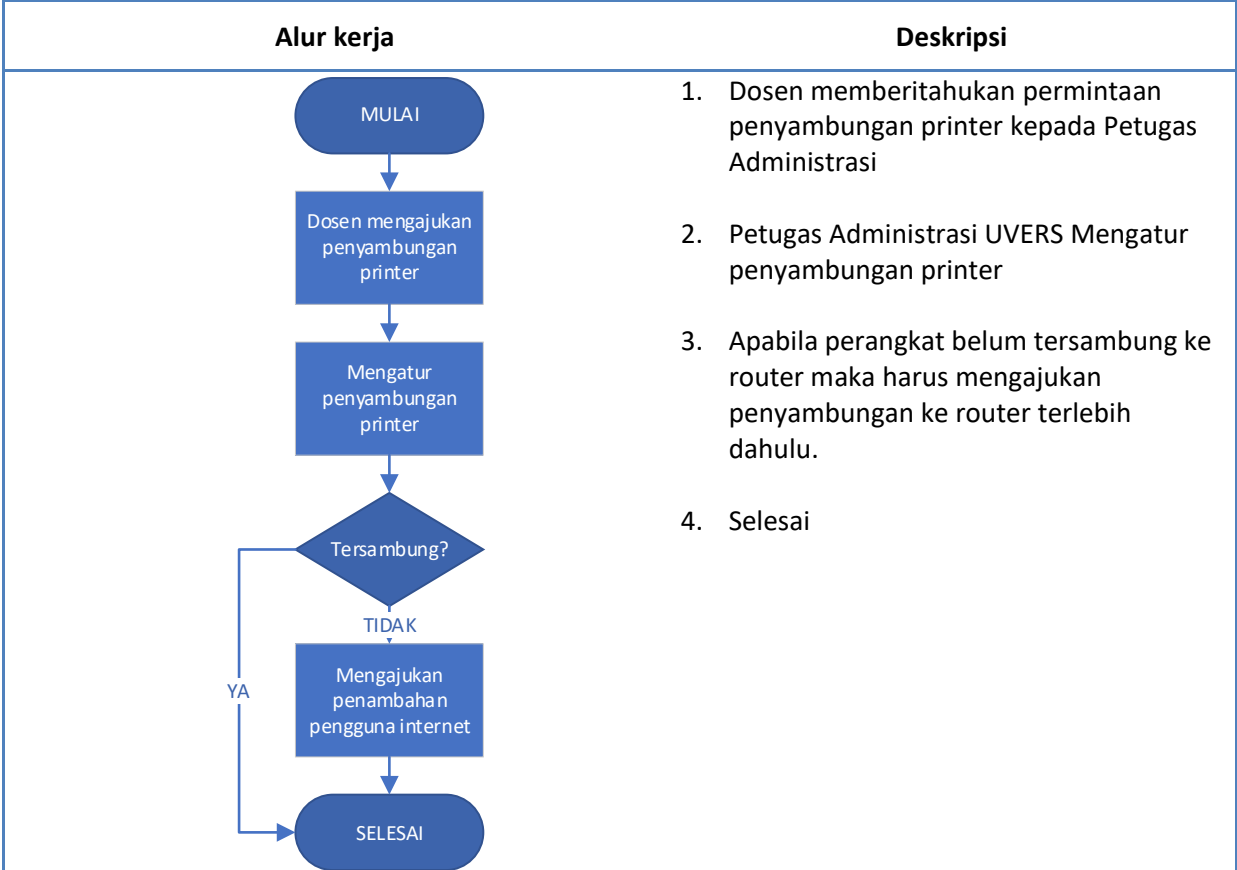 Alur kerja
Deskripsi
MULAI
Dosen mengajukan
penyambungan
printer
Mengatur
penyambungan
printer
Tersambung?
TIDAK
YA
Mengajukan
penambahan
pengguna internet
SELESAI
1. Dosen memberitahukan permintaan
penyambungan printer kepada Petugas
Administrasi
2. Petugas Administrasi UVERS Mengatur
penyambungan printer
3. Apabila perangkat belum tersambung ke
router maka harus mengajukan
penyambungan ke router terlebih
dahulu.
4. Selesai